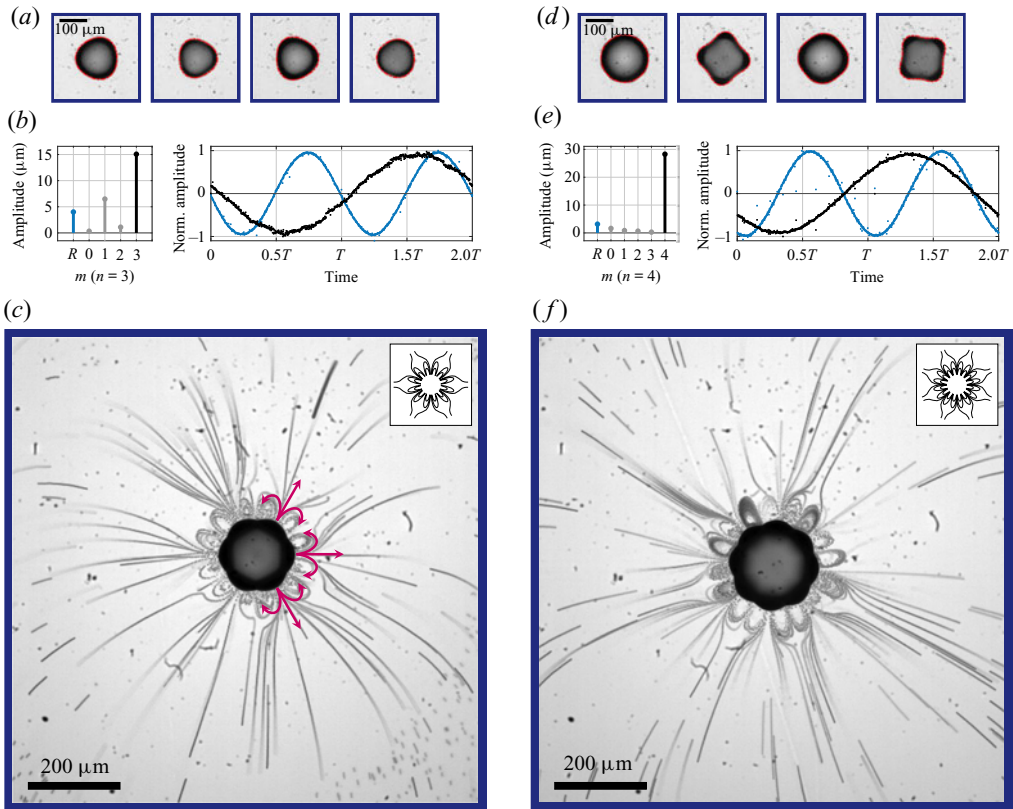 (a)
100 μm
(b)
Amplitude (μm)
15
10
5
0
R 0 1 2 3
m (n = 3)
Norm. amplitude
1
0
−1
0 0.5T T 1.5T 2.0T
Time
(c)
200 μm
(d)
100 μm
(e)
Amplitude (μm)
30
20
10
0
R 0 1 2 3 4
m (n = 4)
Norm. amplitude
1
0
−1
0 0.5T T 1.5T 2.0T
Time
(f)
200 μm